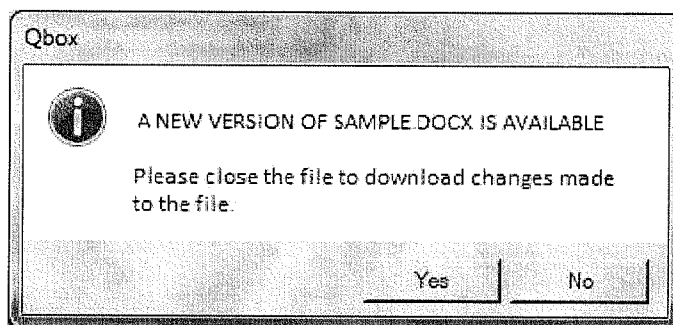 Qbox
A NEW VERSION OF SAMPLE.DOCX IS AVAILABLE
Please close the file to download changes made
to the file.
Yes No